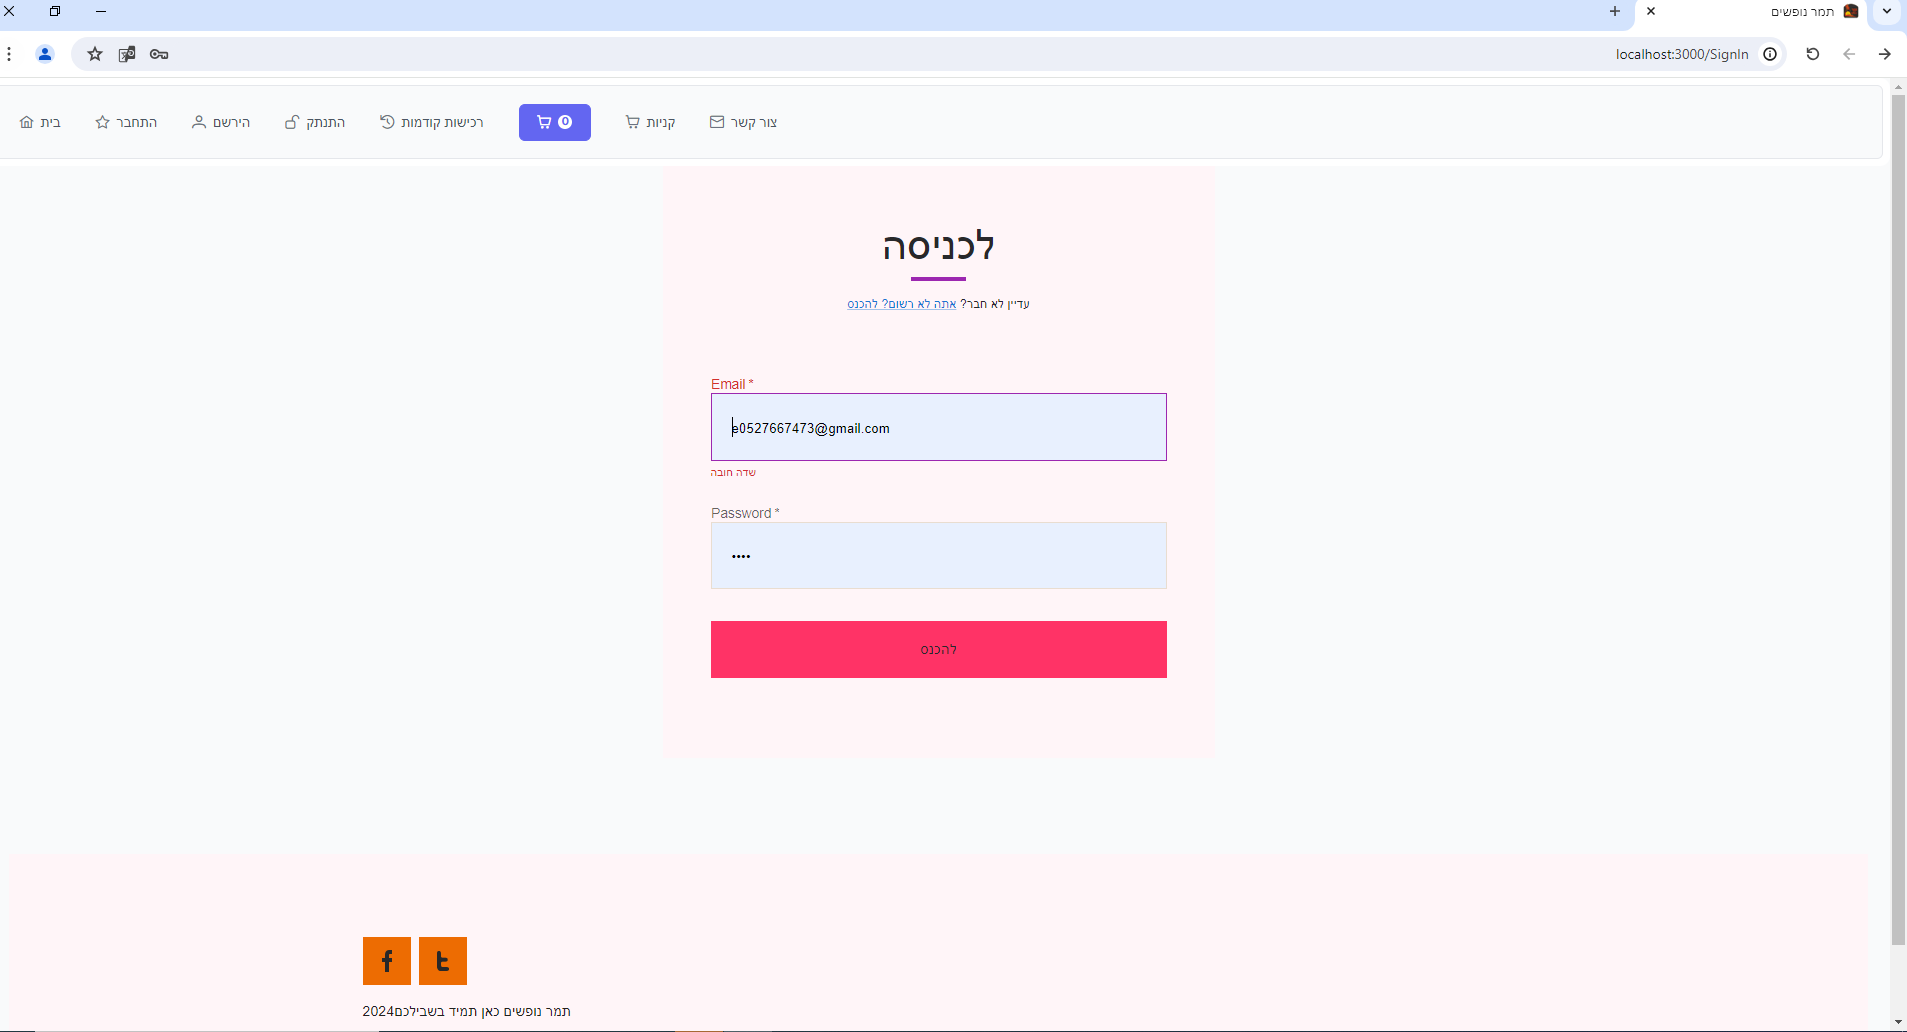 תמר נופשים
localhost:3000/SignIn
בית
התחבר
הירשם
התנתק
רכישות קודמות
0
קניות
צור קשר
לכניסה
עדיין לא חבר? אתה לא רשום? להכנס
Email *
e0527667473@gmail.com
שדה חובה
Password *
••••
להכנס
תמר נופשים כאן תמיד בשבילכם2024